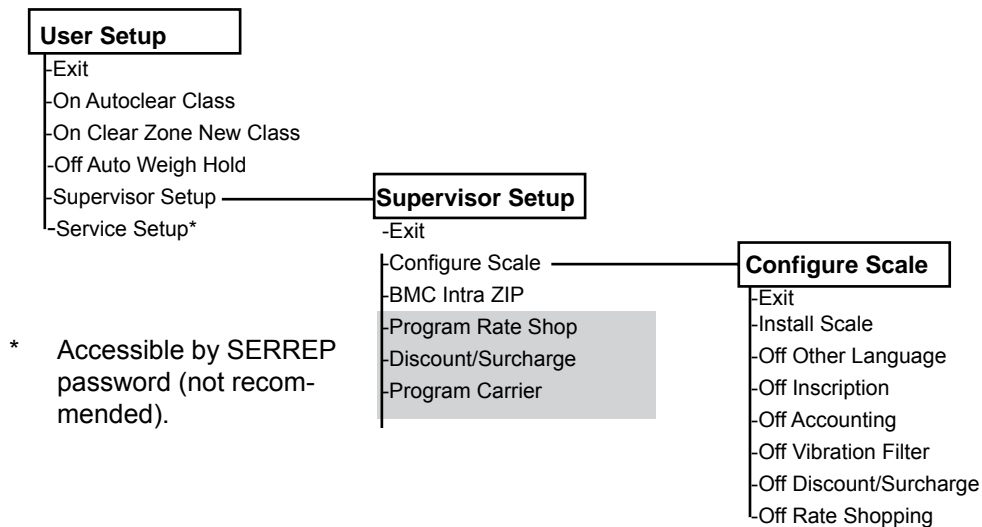 User Setup
-Exit
-On Autoclear Class
-On Clear Zone New Class
-Off Auto Weigh Hold
-Supervisor Setup
-Service Setup*
Supervisor Setup
-Exit
-Configure Scale
-BMC Intra ZIP
-Program Rate Shop
-Discount/Surcharge
-Program Carrier
Configure Scale
-Exit
-Install Scale
-Off Other Language
-Off Inscription
-Off Accounting
-Off Vibration Filter
-Off Discount/Surcharge
-Off Rate Shopping
* Accessible by SERREP
password (not recom-
mended).